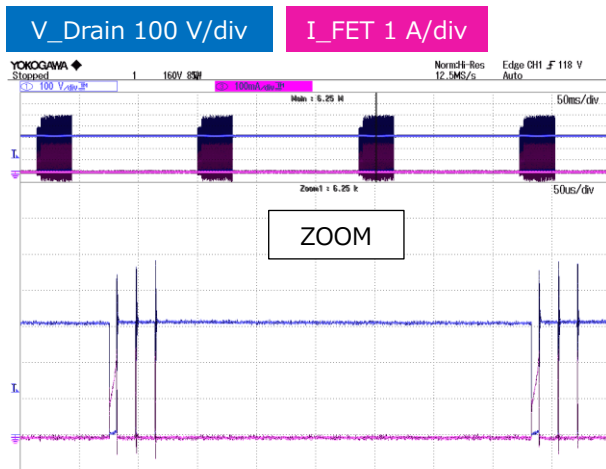 V_Drain 100 V/div
I_FET 1 A/div
YOKOGAWA
Stopped
1
160V
Norm:Hi-Res
12.5MS/s
Edge CH1 118 V
Auto
100 V/div
100mA/div
Main : 6.25 M
50ms/div
Zoom1 : 6.25 k
50us/div
ZOOM